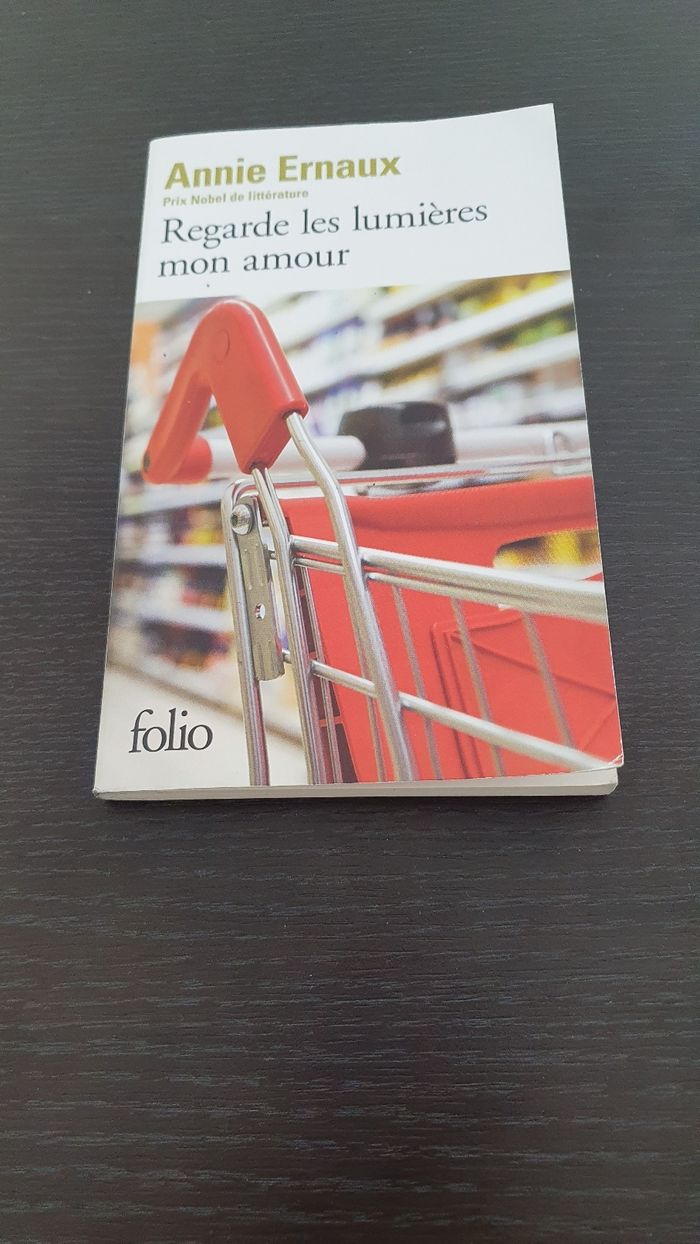 Annie Ernaux
Prix Nobel de littérature
Regarde les lumières
mon amour
folio